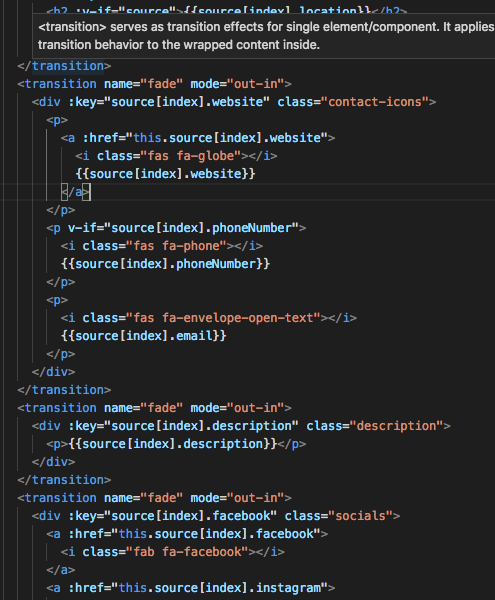 <h2 :v-if="source">{{source[index].location}}</h2>
<transition> serves as transition effects for single element/component. It applies
transition behavior to the wrapped content inside.
</transition>
<transition name="fade" mode="out-in">
<div :key="source[index].website" class="contact-icons">
<p>
<a :href="this.source[index].website">
<i class="fas fa-globe"></i>
{{source[index].website}}
</a>
</p>
<p v-if="source[index].phoneNumber">
<i class="fas fa-phone"></i>
{{source[index].phoneNumber}}
</p>
<p>
<i class="fas fa-envelope-open-text"></i>
{{source[index].email}}
</p>
</div>
</transition>
<transition name="fade" mode="out-in">
<div :key="source[index].description" class="description">
<p>{{source[index].description}}</p>
</div>
</transition>
<transition name="fade" mode="out-in">
<div :key="source[index].facebook" class="socials">
<a :href="this.source[index].facebook">
<i class="fab fa-facebook"></i>
</a>
<a :href="this.source[index].instagram">